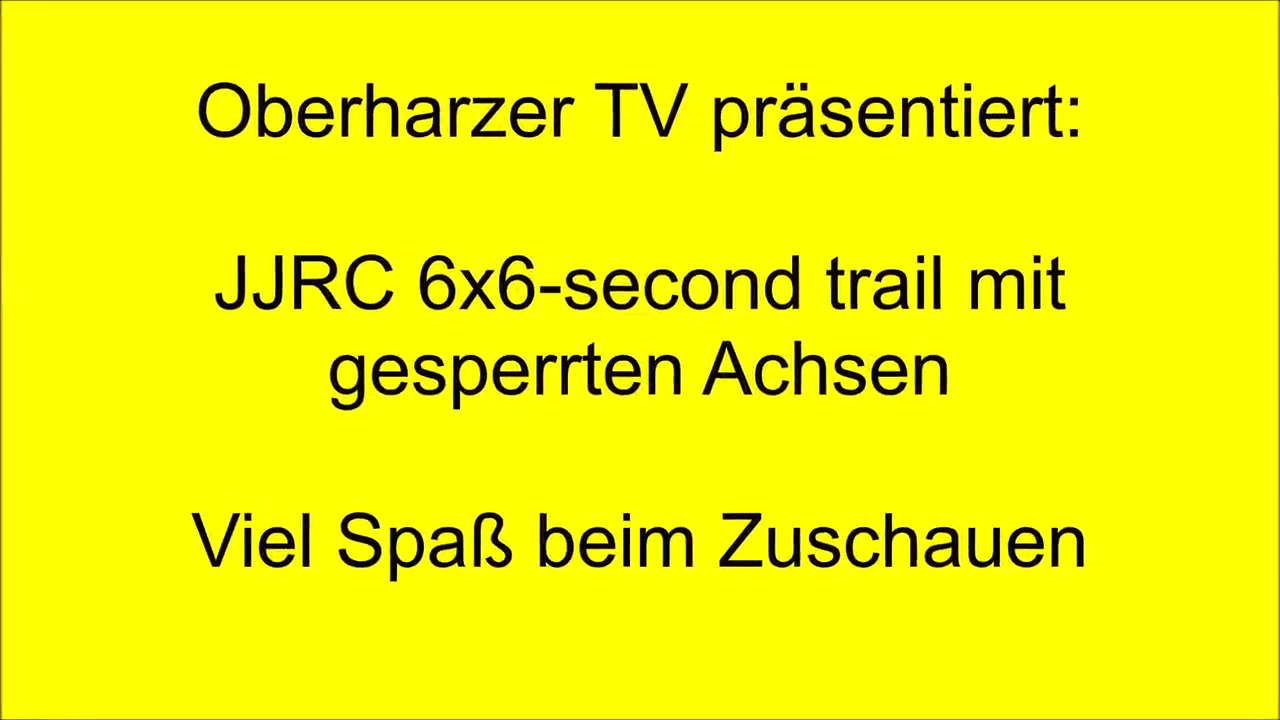 Oberharzer TV präsentiert:
JJRC 6x6-second trail mit
gesperrten Achsen
Viel Spaß beim Zuschauen